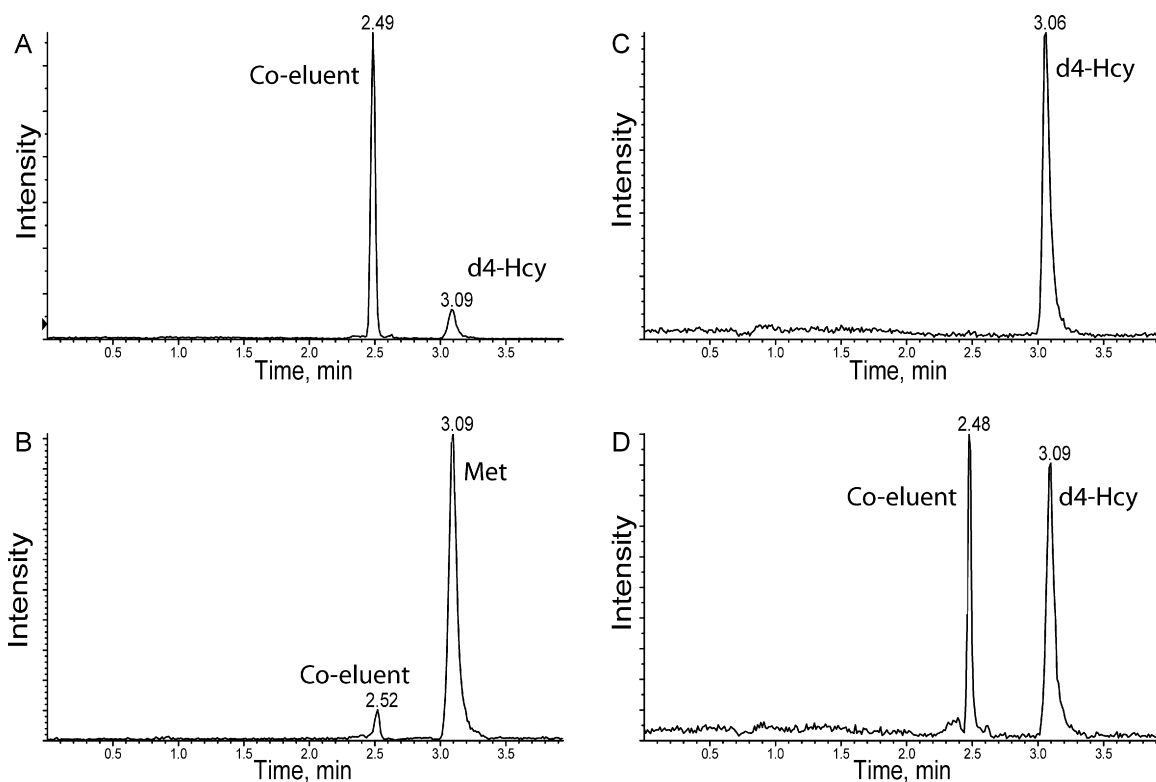 A
2.49
Co-eluent
d4-Hcy
3.09
Intensity
0.5 1.0 1.5 2.0 2.5 3.0 3.5
Time, min
C
3.06
d4-Hcy
Intensity
0.5 1.0 1.5 2.0 2.5 3.0 3.5
Time, min
B
3.09
Met
Co-eluent
2.52
Intensity
0.5 1.0 1.5 2.0 2.5 3.0 3.5
Time, min
D
2.48
3.09
Co-eluent
d4-Hcy
Intensity
0.5 1.0 1.5 2.0 2.5 3.0 3.5
Time, min